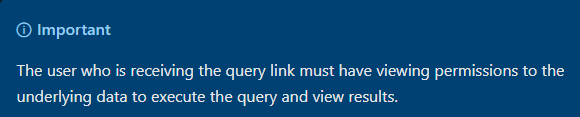 Important
The user who is receiving the query link must have viewing permissions to the
underlying data to execute the query and view results.